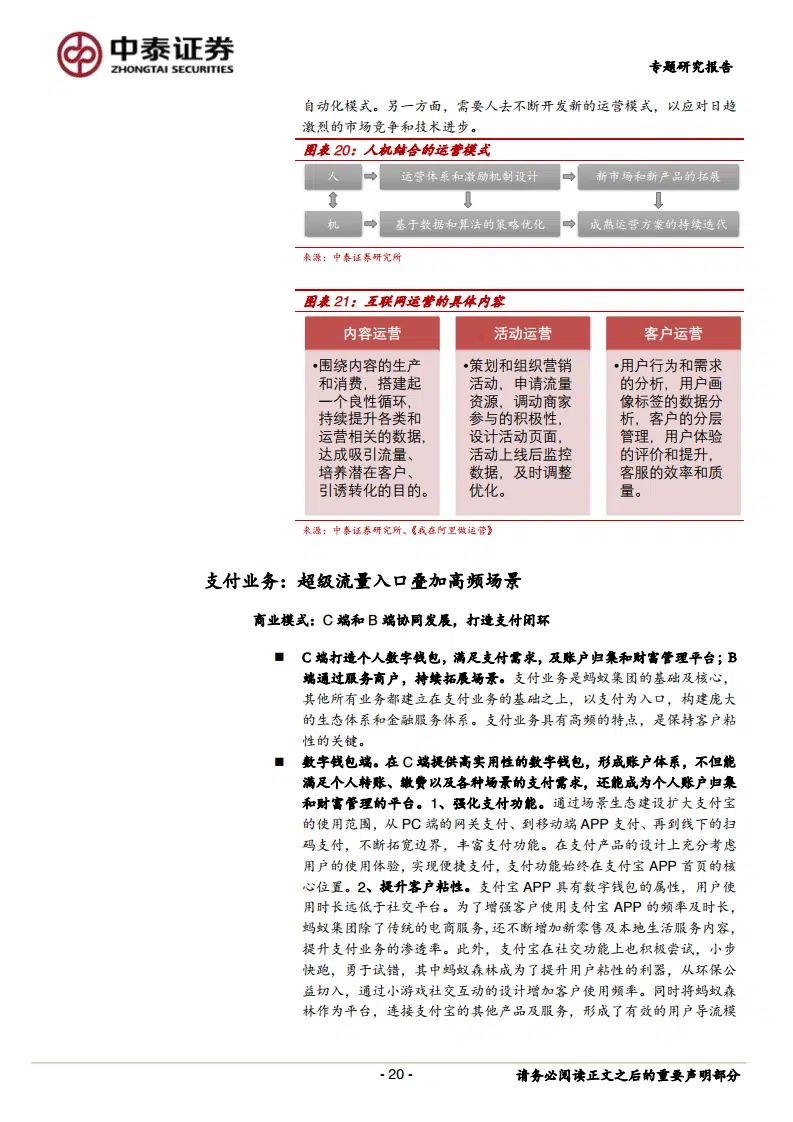 中泰证券
ZHONGTAI SECURITIES
专题研究报告
自动化模式。另一方面，需要人去不断开发新的运营模式，以应对日趋
激烈的市场竞争和技术进步。
图表 20：人机结合的运营模式
人
运营体系和激励机制设计
新市场和新产品的拓展
机
基于数据和算法的策略优化
成熟运营方案的持续迭代
来源：中泰证券研究所
图表 21：互联网运营的具体内容
内容运营
•围绕内容的生产
和消费，搭建起
一个良性循环，
持续提升各类和
运营相关的数据，
达成吸引流量、
培养潜在客户、
引诱转化的目的。
活动运营
•策划和组织营销
活动，申请流量
资源，调动商家
参与的积极性，
设计活动页面，
活动上线后监控
数据，及时调整
优化。
客户运营
•用户行为和需求
的分析，用户画
像标签的数据分
析，客户的分层
管理，用户体验
的评价和提升，
客服的效率和质
量。
来源：中泰证券研究所、《我在阿里做运营》
支付业务：超级流量入口叠加高频场景
商业模式：C 端和 B 端协同发展，打造支付闭环
■ C 端打造个人数字钱包，满足支付需求，及账户归集和财富管理平台；B
端通过服务商户，持续拓展场景。支付业务是蚂蚁集团的基础及核心，
其他所有业务都建立在支付业务的基础之上，以支付为入口，构建庞大
的生态体系和金融服务体系。支付业务具有高频的特点，是保持客户粘
性的关键。
■ 数字钱包端。在 C 端提供高实用性的数字钱包，形成账户体系，不但能
满足个人转账、缴费以及各种场景的支付需求，还能成为个人账户归集
和财富管理的平台。1、强化支付功能。通过场景生态建设扩大支付宝
的使用范围，从 PC 端的网关支付、到移动端 APP 支付、再到线下的扫
码支付，不断拓宽边界，丰富支付功能。在支付产品的设计上充分考虑
用户的使用体验，实现便捷支付，支付功能始终在支付宝 APP 首页的核
心位置。2、提升客户粘性。支付宝 APP 具有数字钱包的属性，用户使
用时长远低于社交平台。为了增强客户使用支付宝 APP 的频率及时长，
蚂蚁集团除了传统的电商服务，还不断增加新零售及本地生活服务内容，
提升支付业务的渗透率。此外，支付宝在社交功能上也积极尝试，小步
快跑，勇于试错，其中蚂蚁森林成为了提升用户粘性的利器，从环保公
益切入，通过小游戏社交互动的设计增加客户使用频率。同时将蚂蚁森
林作为平台，连接支付宝的其他产品及服务，形成了有效的用户导流模
- 20 -
请务必阅读正文之后的重要声明部分